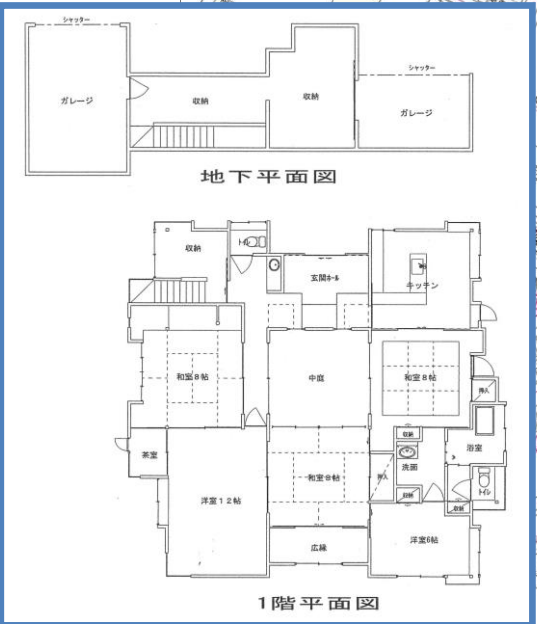 シャッター
シャッター
ガレージ
収納
収納
ガレージ
地下平面図
収納
トイレ
玄関ホール
キッチン
和室8帖
中庭
和室8帖
押入
茶室
収納
浴室
洗面
和室8帖
押入
トイレ
洋室12帖
収納
収納
洋室6帖
広縁
1階平面図